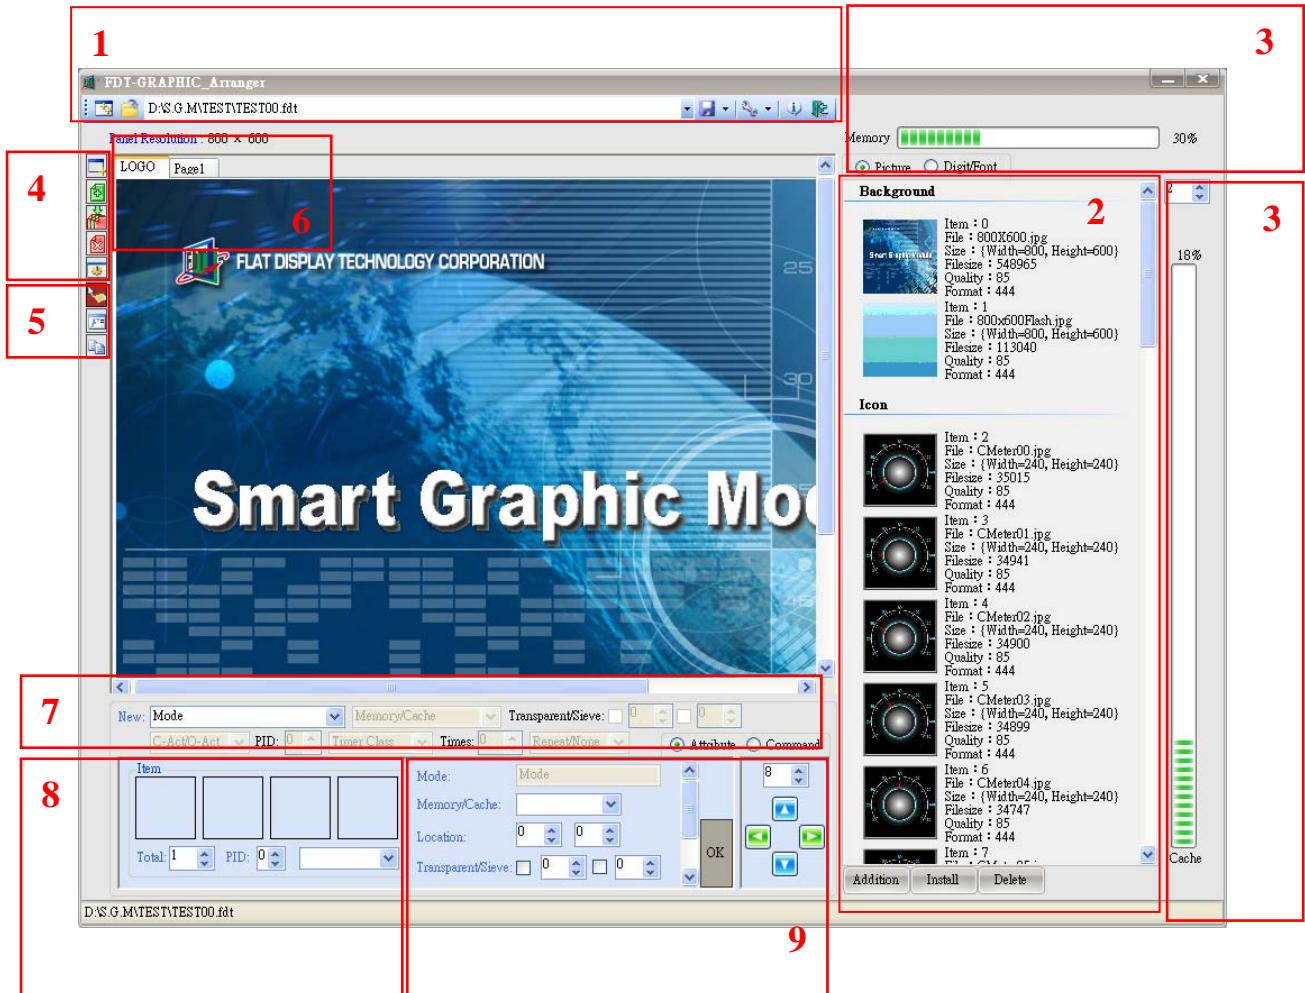 1
3
FDT-GRAPHIC_Arranger
D:\S.G.M\TEST\TEST00.fdt
Panel Resolution : 800 × 600
Memory
30%
Picture
Digit/Font
4
LOGO
Page1
6
FLAT DISPLAY TECHNOLOGY CORPORATION
25
30
45
Smart Graphic Mod
5
Background
2
Item : 0
File : 800X600.jpg
Size : {Width=800, Height=600}
Filesize : 548965
Quality : 85
Format : 444
Item : 1
File : 800x600Flash.jpg
Size : {Width=800, Height=600}
Filesize : 113040
Quality : 85
Format : 444
Icon
Item : 2
File : CMeter00.jpg
Size : {Width=240, Height=240}
Filesize : 35015
Quality : 85
Format : 444
Item : 3
File : CMeter01.jpg
Size : {Width=240, Height=240}
Filesize : 34941
Quality : 85
Format : 444
Item : 4
File : CMeter02.jpg
Size : {Width=240, Height=240}
Filesize : 34900
Quality : 85
Format : 444
Item : 5
File : CMeter03.jpg
Size : {Width=240, Height=240}
Filesize : 34899
Quality : 85
Format : 444
Item : 6
File : CMeter04.jpg
Size : {Width=240, Height=240}
Filesize : 34747
Quality : 85
Format : 444
Item : 7
Addition Install Delete
2
3
18%
Cache
7
New: Mode Memory/Cache Transparent/Sieve: 0 0
C-Act/O-Act PID: 0 Timer Class Times: 0 Repeat/None Attribute Command
8
Item
Total: 1 PID: 0
Mode: Mode
Memory/Cache:
Location: 0 0
Transparent/Sieve: 0 0
OK
8
9
D:\S.G.M\TEST\TEST00.fdt